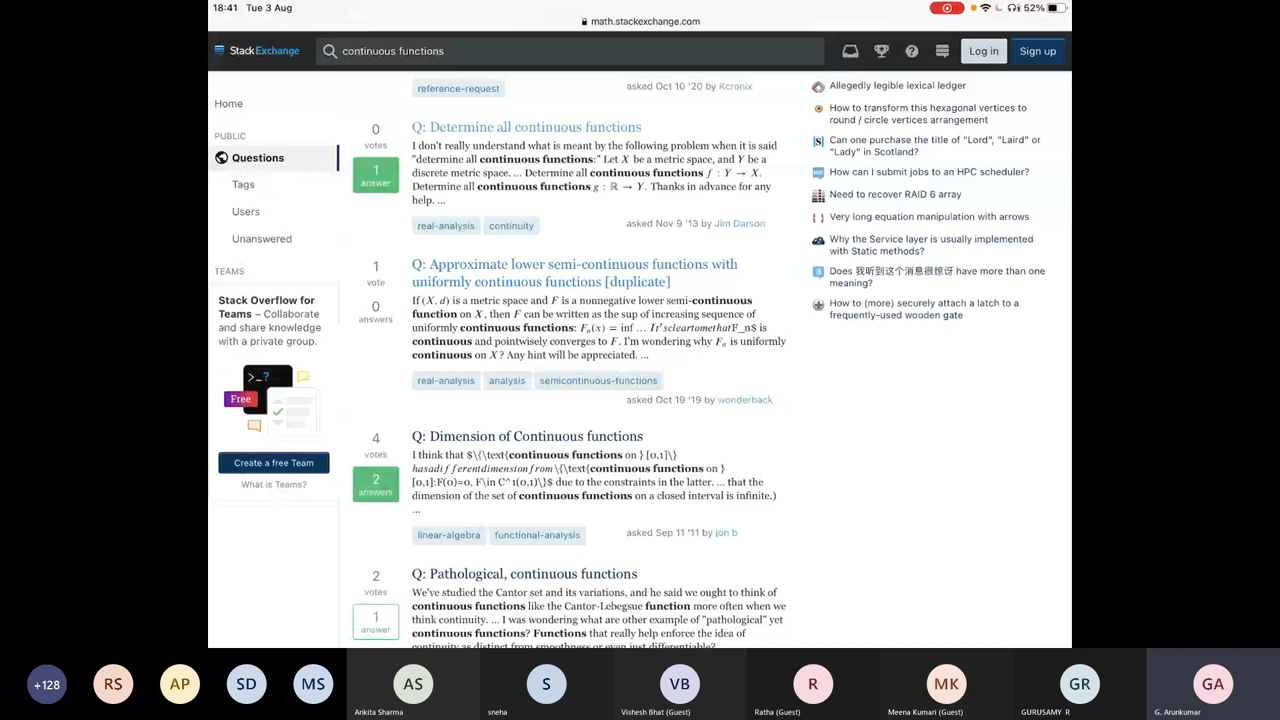 18:41 Tue 3 Aug
52%
math.stackexchange.com
StackExchange
continuous functions
Log in
Sign up
Home
PUBLIC
Questions
Tags
Users
Unanswered
TEAMS
Stack Overflow for
Teams – Collaborate
and share knowledge
with a private group.
>_?
Free
Create a free Team
What is Teams?
reference-request
asked Oct 10 '20 by Kcronix
0
votes
1
answer
Q: Determine all continuous functions
I don't really understand what is meant by the following problem when it is said
"determine all continuous functions:" Let X be a metric space, and Y be a
discrete metric space. ... Determine all continuous functions f : Y → X.
Determine all continuous functions g : ℝ → Y. Thanks in advance for any
help. ...
real-analysis
continuity
asked Nov 9 '13 by Jim Darson
1
vote
0
answers
Q: Approximate lower semi-continuous functions with
uniformly continuous functions [duplicate]
If (X, d) is a metric space and F is a nonnegative lower semi-continuous
function on X, then F can be written as the sup of increasing sequence of
uniformly continuous functions: Fn(x) = inf ... It′scleartomethatF_n$ is
continuous and pointwisely converges to F. I'm wondering why Fn is uniformly
continuous on X? Any hint will be appreciated. ...
real-analysis
analysis
semicontinuous-functions
asked Oct 19 '19 by wonderback
4
votes
2
answers
Q: Dimension of Continuous functions
I think that $\{\text{continuous functions on } [0,1]\}
hasadifferentdimensionfrom\{\text{continuous functions on }
[0,1]:F(0)=0, F\in C^1(0,1)\}$ due to the constraints in the latter. ... that the
dimension of the set of continuous functions on a closed interval is infinite.)
...
linear-algebra
functional-analysis
asked Sep 11 '11 by jon b
2
votes
1
answer
Q: Pathological, continuous functions
We've studied the Cantor set and its variations, and he said we ought to think of
continuous functions like the Cantor-Lebegsue function more often when we
think continuity. ... I was wondering what are other example of "pathological" yet
continuous functions? Functions that really help enforce the idea of
continuity as distinct from smoothness or even just differentiable?
Allegedly legible lexical ledger
How to transform this hexagonal vertices to
round / circle vertices arrangement
Can one purchase the title of "Lord", "Laird" or
"Lady" in Scotland?
How can I submit jobs to an HPC scheduler?
Need to recover RAID 6 array
Very long equation manipulation with arrows
Why the Service layer is usually implemented
with Static methods?
Does 我听到这个消息很惊讶 have more than one
meaning?
How to (more) securely attach a latch to a
frequently-used wooden gate
+128
RS
AP
SD
MS
AS
Ankita Sharma
S
sneha
VB
Vishesh Bhat (Guest)
R
Ratha (Guest)
MK
Meena Kumari (Guest)
GR
GURUSAMY R
GA
G. Arunkumar